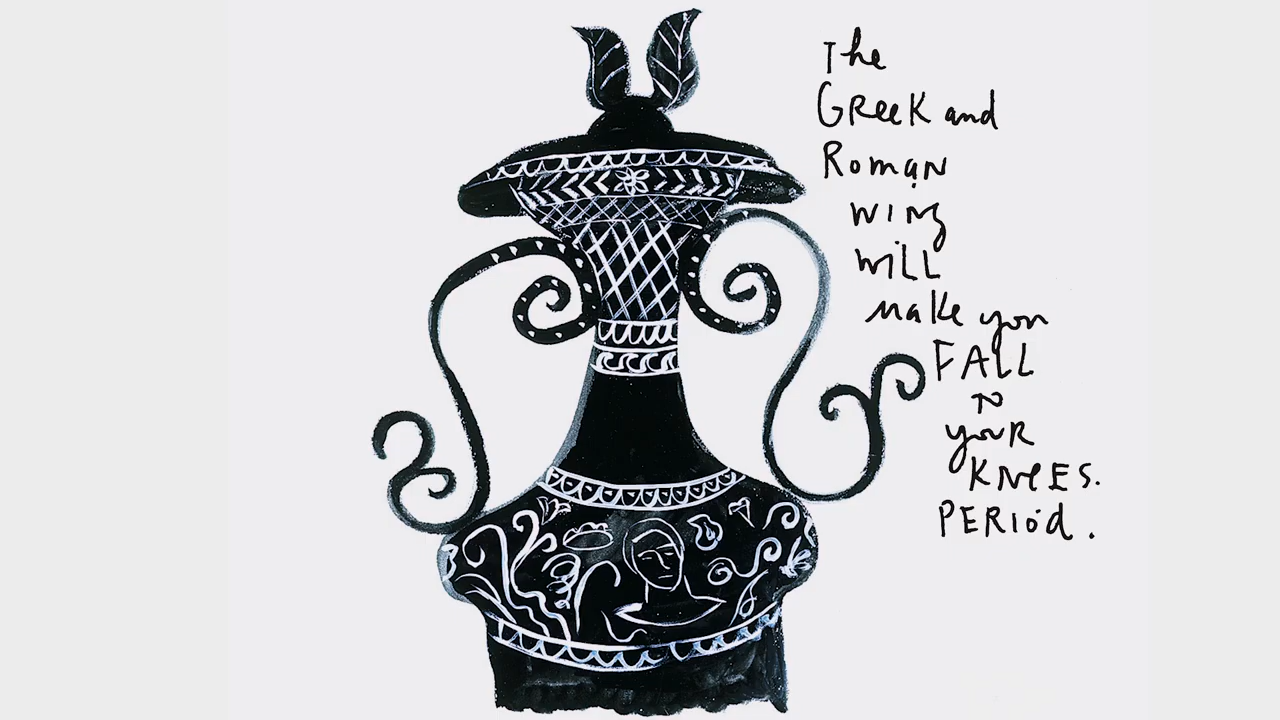 The
GReeK and
Roman
wing
wiLL
make you
FALL
to
youR
KNeES.
PERIod.